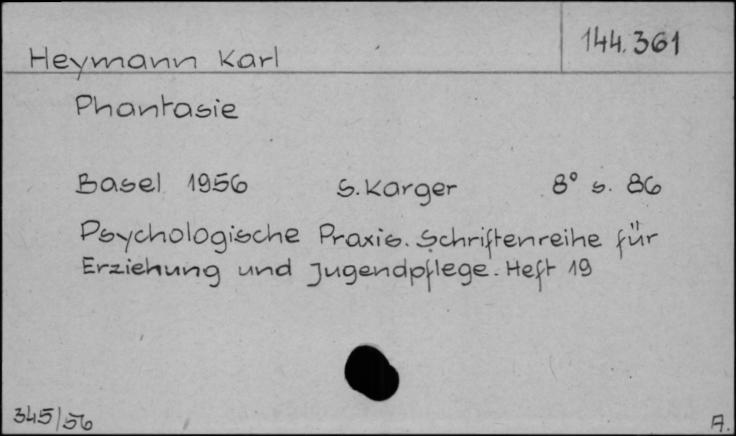 Heymann Karl
144.361
Phantasie
Basel 1956 S. Karger 8° s. 86
Psychologische Praxis. Schriftenreihe für
Erziehung und Jugendpflege. Heft 19
345/56
A.